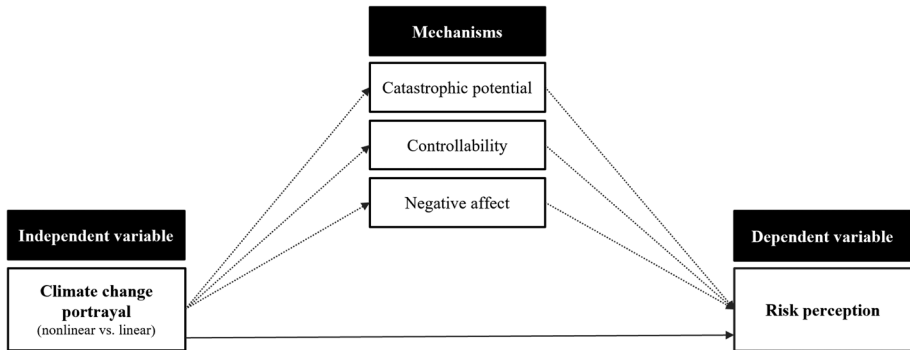 Mechanisms
Catastrophic potential
Controllability
Negative affect
Independent variable
Climate change
portrayal
(nonlinear vs. linear)
Dependent variable
Risk perception